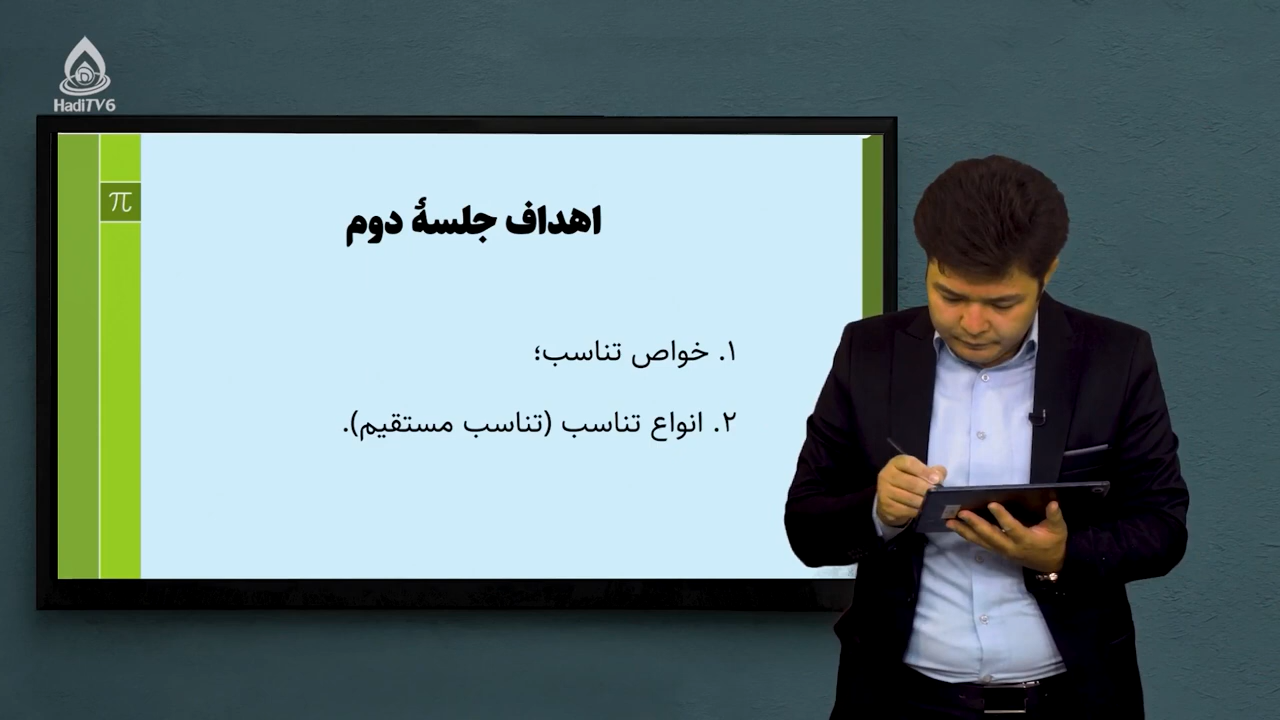 HadiTV6
π
اهداف جلسهٔ دوم
۱. خواص تناسب؛
۲. انواع تناسب (تناسب مستقیم).